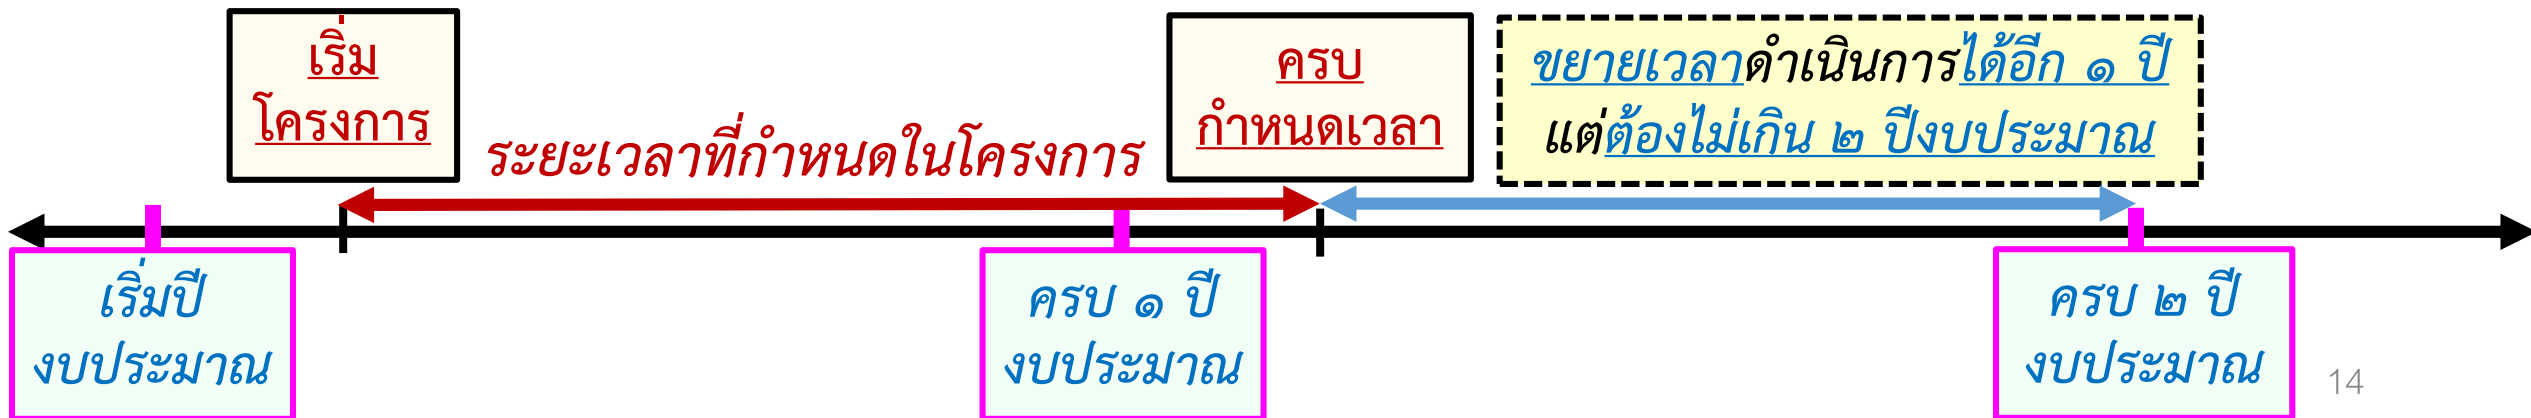 เริ่ม
โครงการ
ระยะเวลาที่กำหนดในโครงการ
ครบ
กำหนดเวลา
ขยายเวลาดำเนินการได้อีก ๑ ปี
แต่ต้องไม่เกิน ๒ ปีงบประมาณ
เริ่มปี
งบประมาณ
ครบ ๑ ปี
งบประมาณ
ครบ ๒ ปี
งบประมาณ
14